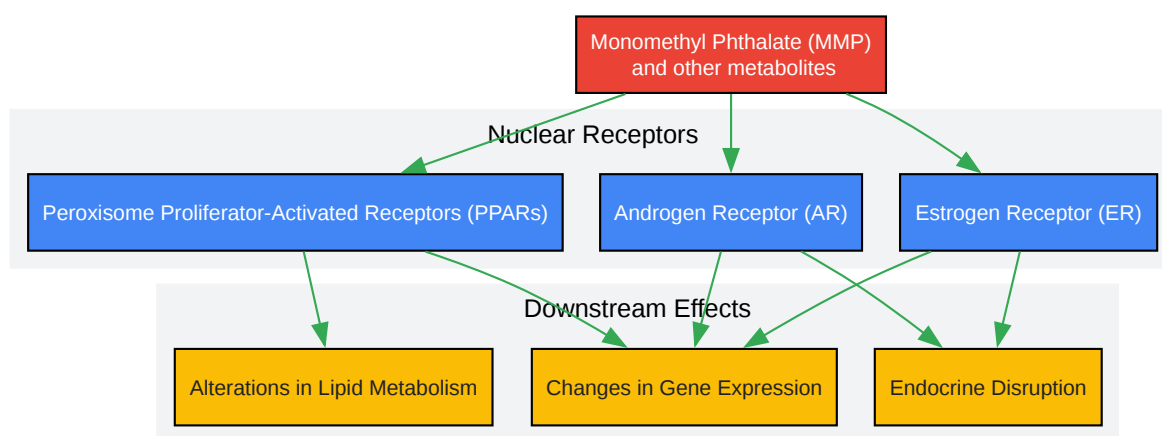 Monomethyl Phthalate (MMP)
and other metabolites
Nuclear Receptors
Peroxisome Proliferator-Activated Receptors (PPARs)
Androgen Receptor (AR)
Estrogen Receptor (ER)
Downstream Effects
Alterations in Lipid Metabolism
Changes in Gene Expression
Endocrine Disruption